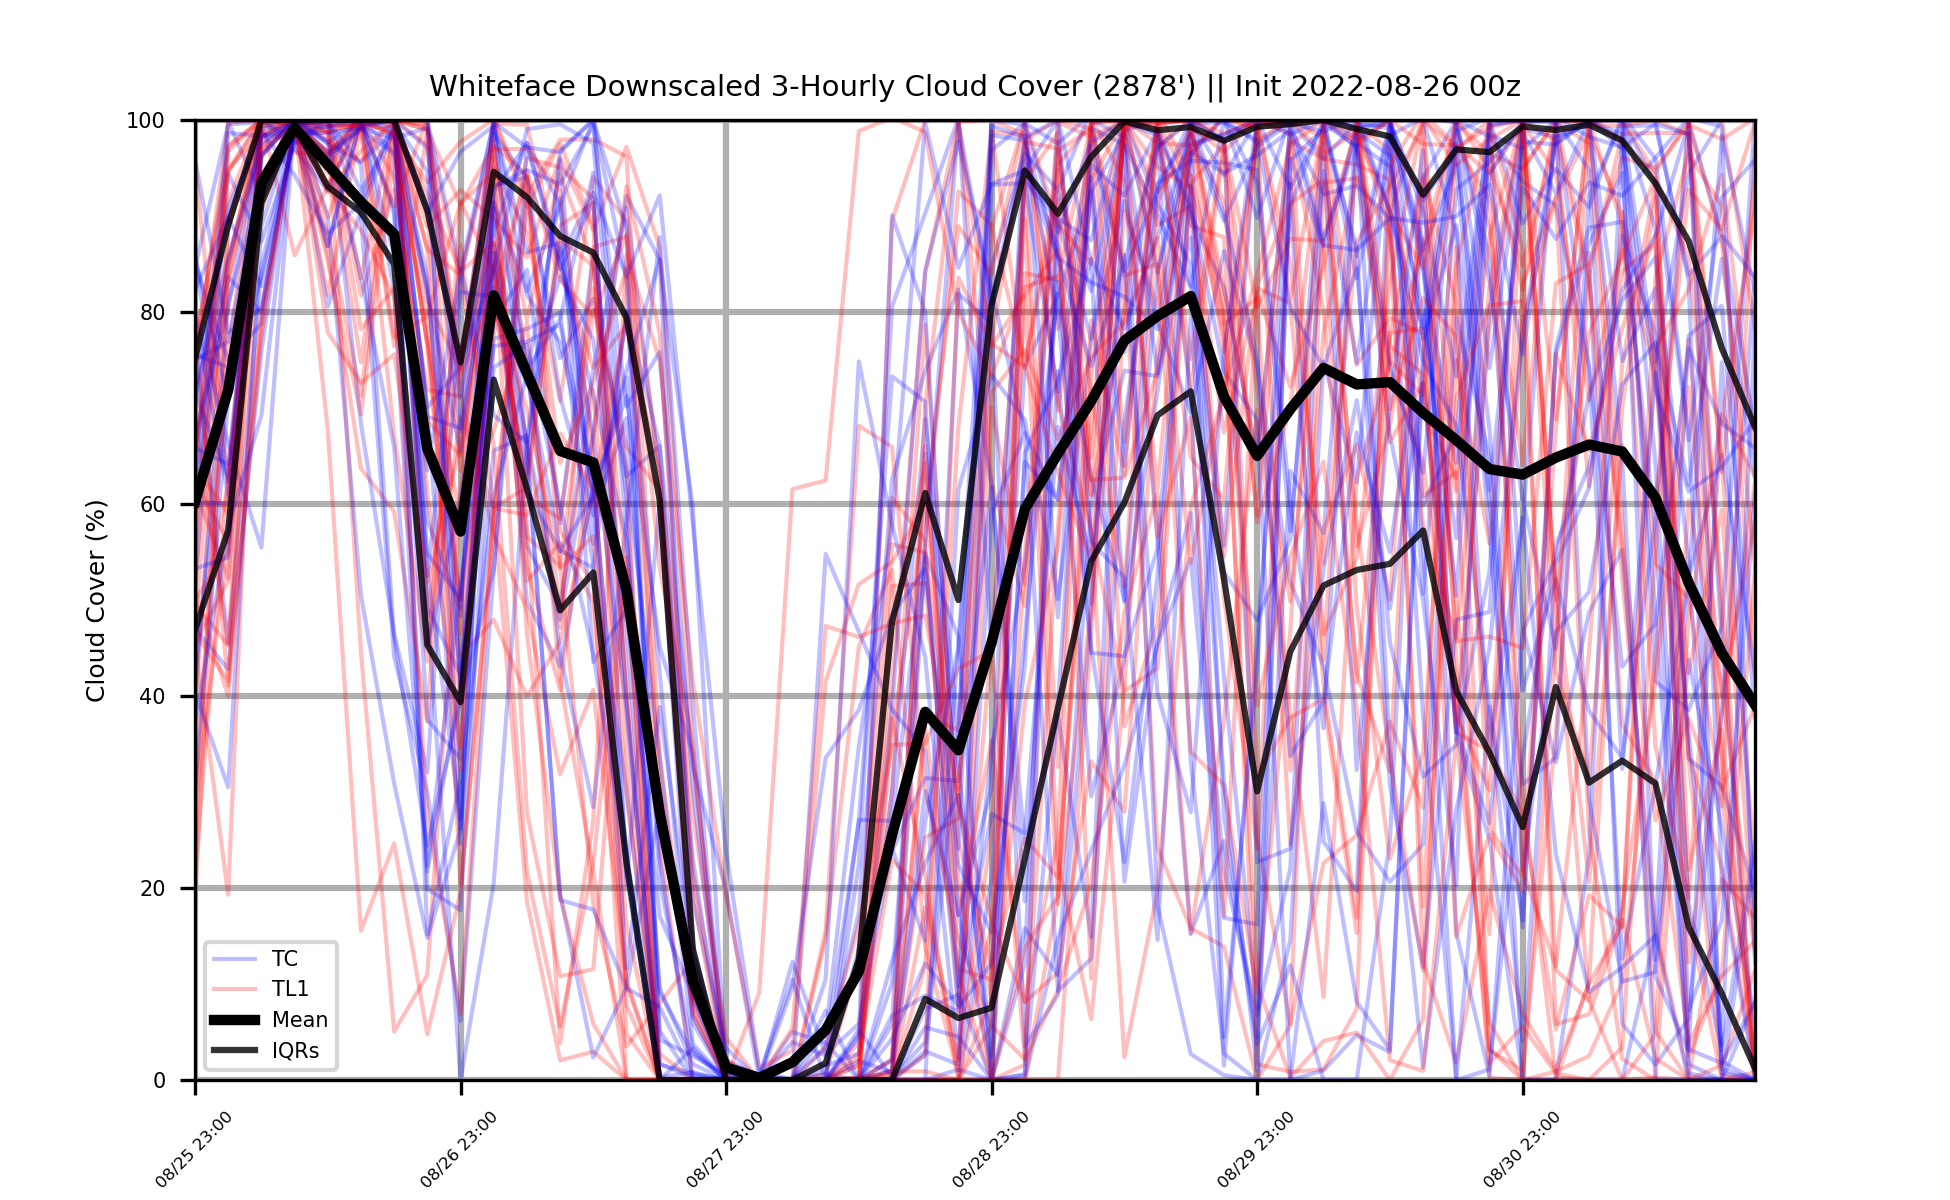 Whiteface Downscaled 3-Hourly Cloud Cover (2878') || Init 2022-08-26 00z
Cloud Cover (%)
100
80
60
40
20
0
TC
TL1
Mean
IQRs
08/25 23:00
08/26 23:00
08/27 23:00
08/28 23:00
08/29 23:00
08/30 23:00